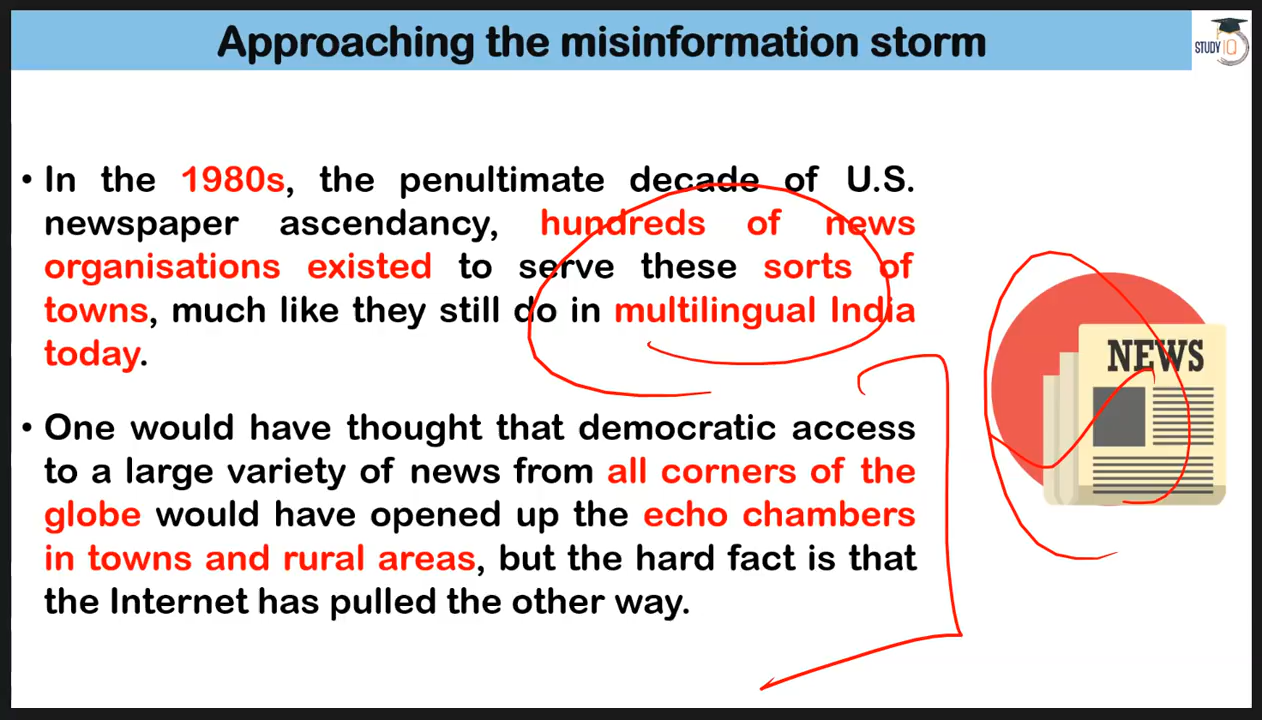 Approaching the misinformation storm
STUDY IQ
• In the 1980s, the penultimate decade of U.S.
newspaper ascendancy, hundreds of news
organisations existed to serve these sorts of
towns, much like they still do in multilingual India
today.
NEWS
• One would have thought that democratic access
to a large variety of news from all corners of the
globe would have opened up the echo chambers
in towns and rural areas, but the hard fact is that
the Internet has pulled the other way.